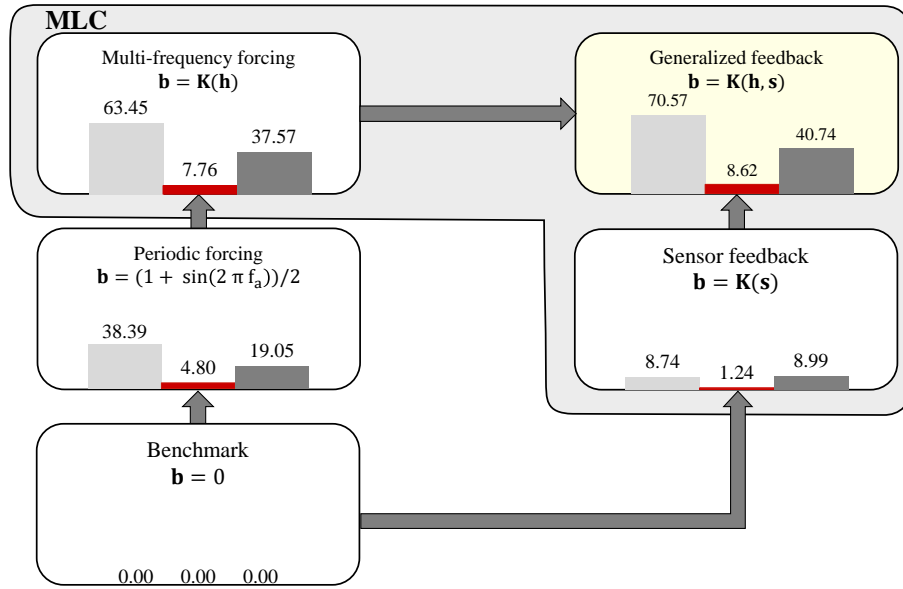 MLC
Multi-frequency forcing
b = K(h)
63.45
7.76
37.57
Generalized feedback
b = K(h, s)
70.57
8.62
40.74
Periodic forcing
b = (1 + sin(2 π fₐ))/2
38.39
4.80
19.05
Sensor feedback
b = K(s)
8.74
1.24
8.99
Benchmark
b = 0
0.00 0.00 0.00